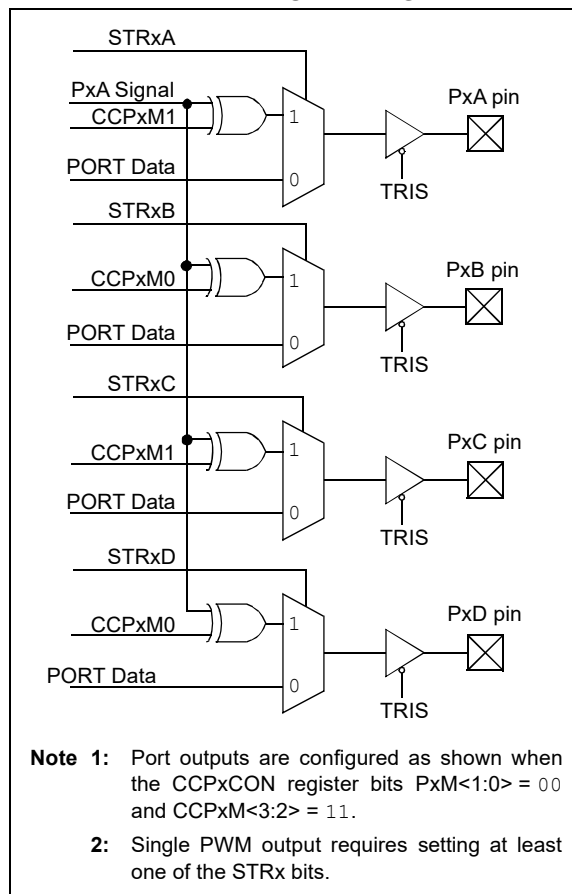 STRxA
PxA Signal
CCPxM1
1
PORT Data
0
TRIS
PxA pin
STRxB
CCPxM0
1
PORT Data
0
TRIS
PxB pin
STRxC
CCPxM1
1
PORT Data
0
TRIS
PxC pin
STRxD
CCPxM0
1
PORT Data
0
TRIS
PxD pin
Note 1: Port outputs are configured as shown when
the CCPxCON register bits PxM<1:0> = 00
and CCPxM<3:2> = 11.
2: Single PWM output requires setting at least
one of the STRx bits.